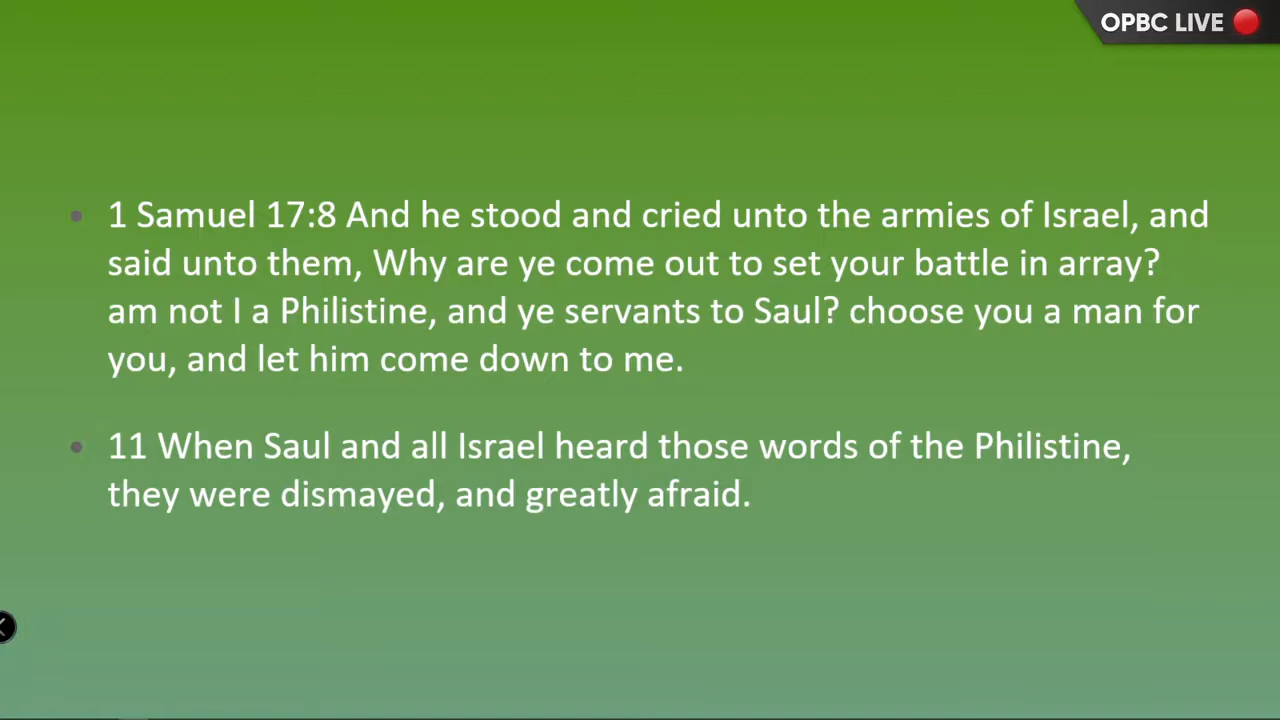 OPBC LIVE
• 1 Samuel 17:8 And he stood and cried unto the armies of Israel, and
said unto them, Why are ye come out to set your battle in array?
am not I a Philistine, and ye servants to Saul? choose you a man for
you, and let him come down to me.
• 11 When Saul and all Israel heard those words of the Philistine,
they were dismayed, and greatly afraid.